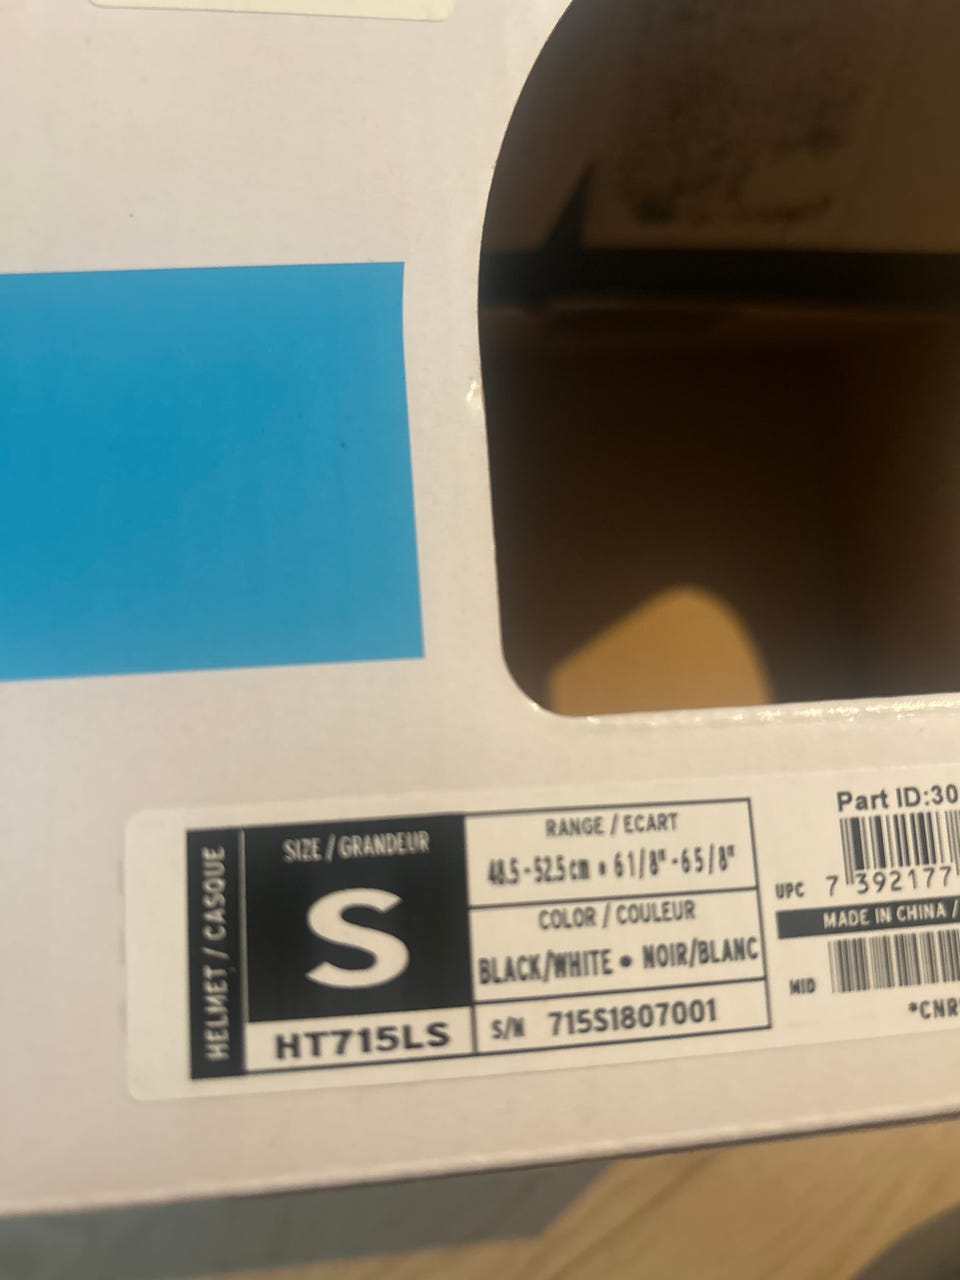 HELMET / CASQUE
SIZE / GRANDEUR
S
HT715LS
RANGE / ECART
48.5 - 52.5 cm • 6 1/8" - 6 5/8"
COLOR / COULEUR
BLACK/WHITE • NOIR/BLANC
S/N 715S1807001
Part ID:30
UPC 7 392177
MADE IN CHINA /
MID
*CNR